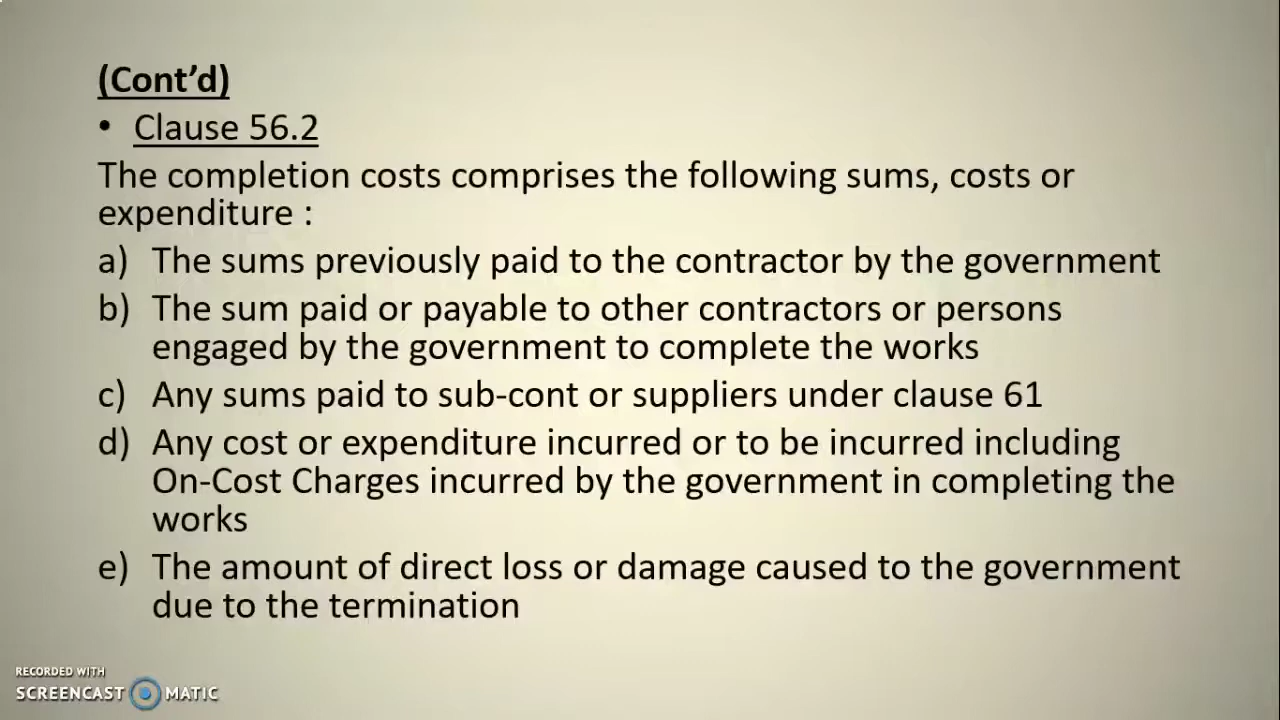 (Cont’d)
• Clause 56.2
The completion costs comprises the following sums, costs or
expenditure :
a) The sums previously paid to the contractor by the government
b) The sum paid or payable to other contractors or persons
engaged by the government to complete the works
c) Any sums paid to sub-cont or suppliers under clause 61
d) Any cost or expenditure incurred or to be incurred including
On-Cost Charges incurred by the government in completing the
works
e) The amount of direct loss or damage caused to the government
due to the termination
RECORDED WITH
SCREENCAST MATIC